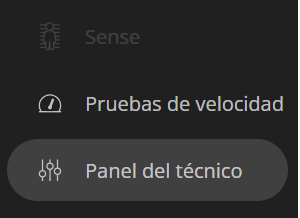 Sense
Pruebas de velocidad
Panel del técnico